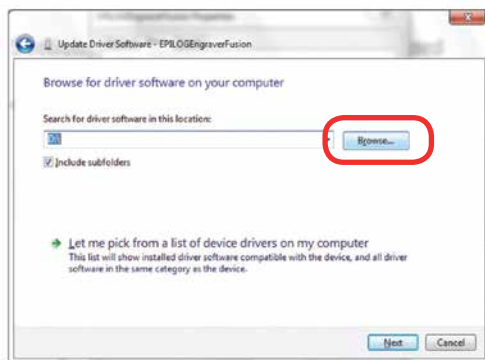 Update Driver Software - EPILOGEngraverFusion
Browse for driver software on your computer
Search for driver software in this location:
D:\
Browse...
Include subfolders
Let me pick from a list of device drivers on my computer
This list will show installed driver software compatible with the device, and all driver
software in the same category as the device.
Next
Cancel